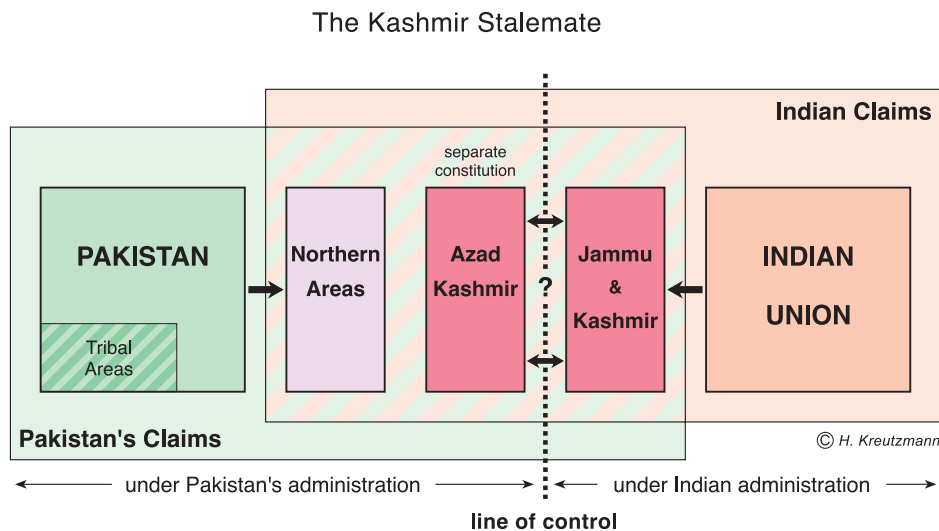 The Kashmir Stalemate
Indian Claims
separate
constitution
PAKISTAN
Northern
Areas
Azad
Kashmir
?
Jammu
&
Kashmir
INDIAN
UNION
Tribal
Areas
Pakistan's Claims
© H. Kreutzmann
under Pakistan's administration
under Indian administration
line of control